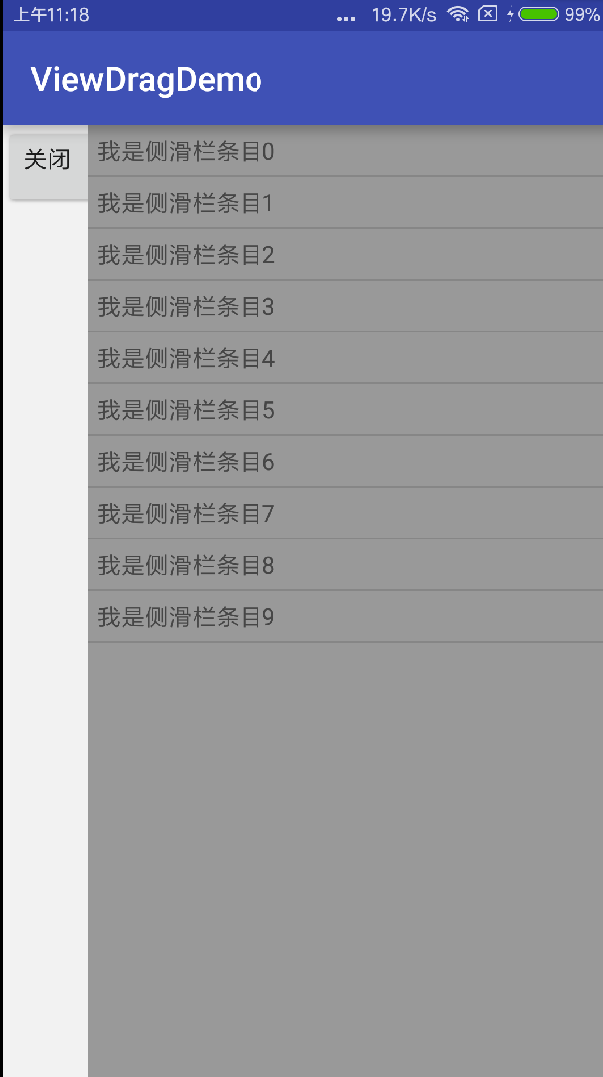 上午11:18 ... 19.7K/s 99%
ViewDragDemo
关闭
我是侧滑栏条目0
我是侧滑栏条目1
我是侧滑栏条目2
我是侧滑栏条目3
我是侧滑栏条目4
我是侧滑栏条目5
我是侧滑栏条目6
我是侧滑栏条目7
我是侧滑栏条目8
我是侧滑栏条目9